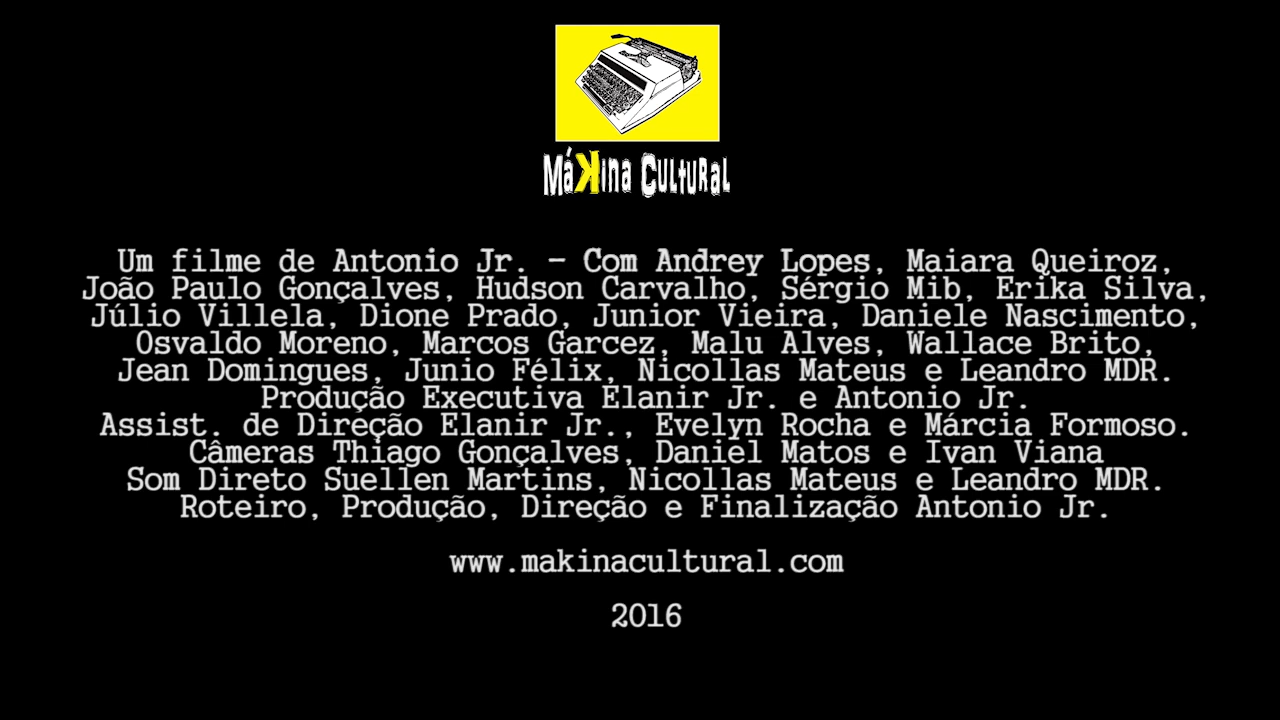 MáKina Cultural
Um filme de Antonio Jr. - Com Andrey Lopes, Maiara Queiroz,
João Paulo Gonçalves, Hudson Carvalho, Sérgio Mib, Erika Silva,
Júlio Villela, Dione Prado, Junior Vieira, Daniele Nascimento,
Osvaldo Moreno, Marcos Garcez, Malu Alves, Wallace Brito,
Jean Domingues, Junio Félix, Nicollas Mateus e Leandro MDR.
Produção Executiva Elanir Jr. e Antonio Jr.
Assist. de Direção Elanir Jr., Evelyn Rocha e Márcia Formoso.
Câmeras Thiago Gonçalves, Daniel Matos e Ivan Viana
Som Direto Suellen Martins, Nicollas Mateus e Leandro MDR.
Roteiro, Produção, Direção e Finalização Antonio Jr.
www.makinacultural.com
2016